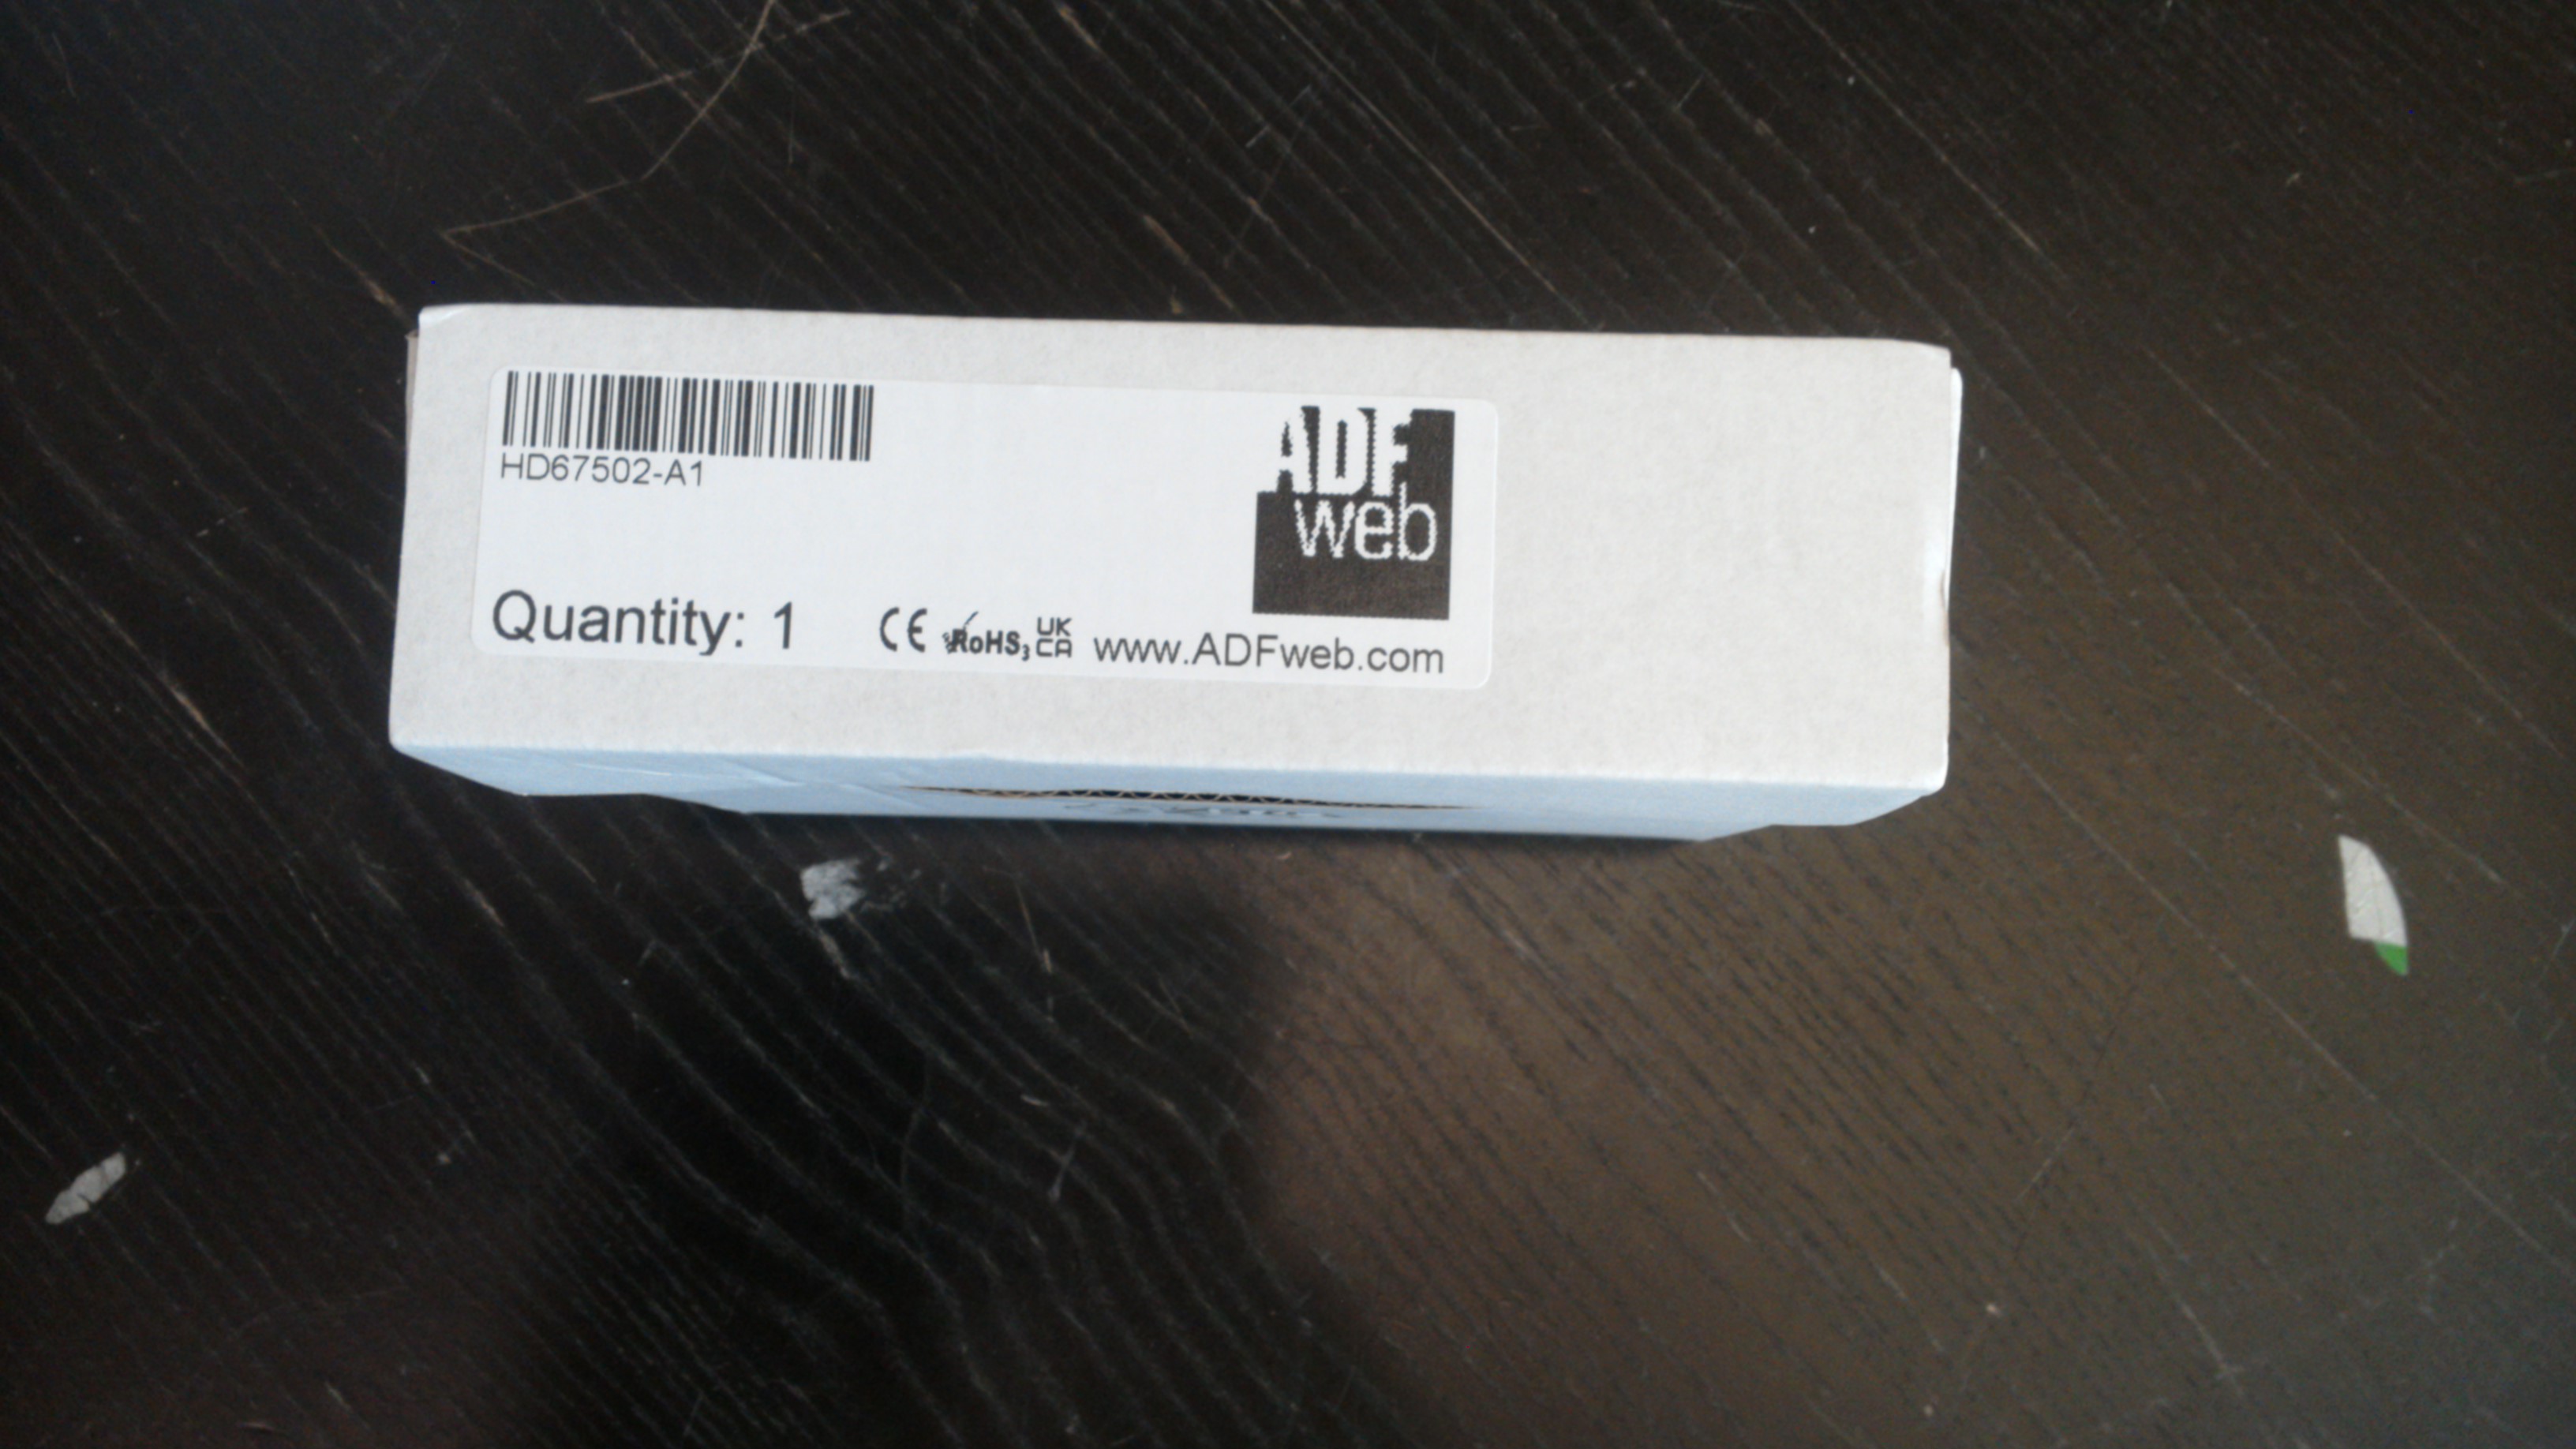 HD67502-A1
ADF
web
Quantity: 1
CE RoHS3 UK
CA www.ADFweb.com